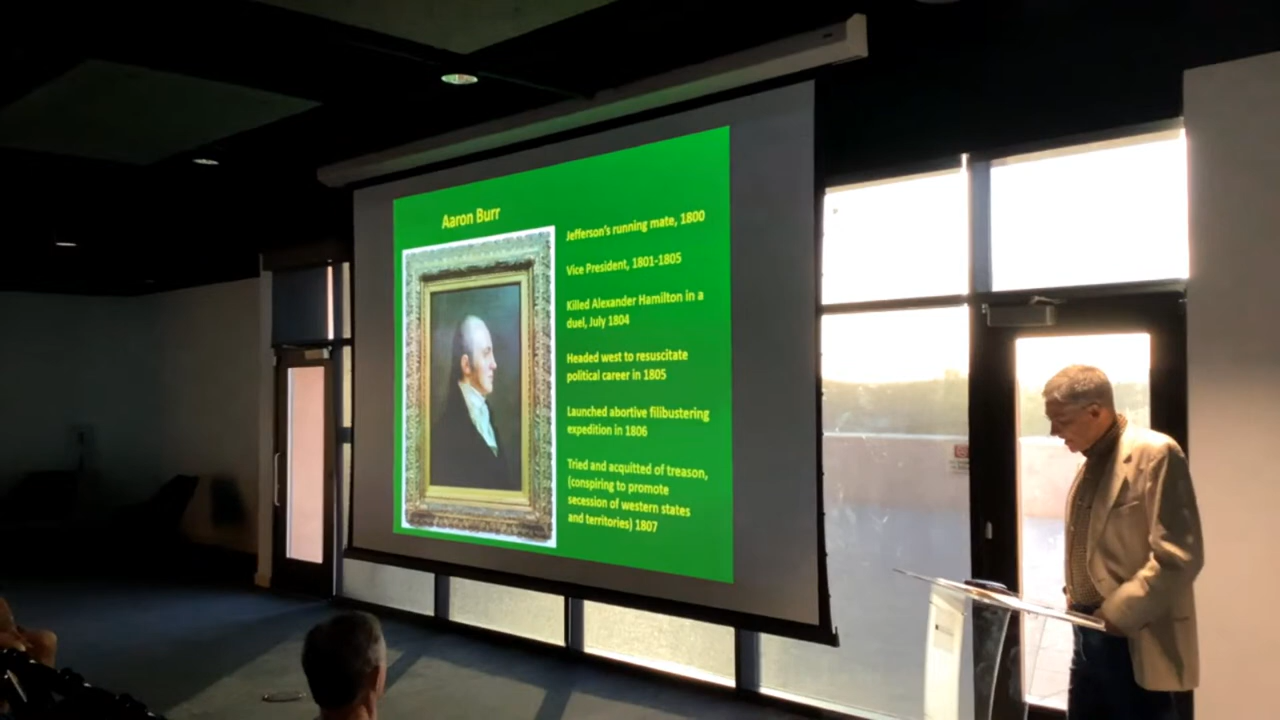 Aaron Burr
Jefferson's running mate, 1800
Vice President, 1801-1805
Killed Alexander Hamilton in a
duel, July 1804
Headed west to resuscitate
political career in 1805
Launched abortive filibustering
expedition in 1806
Tried and acquitted of treason,
(conspiring to promote
secession of western states
and territories) 1807